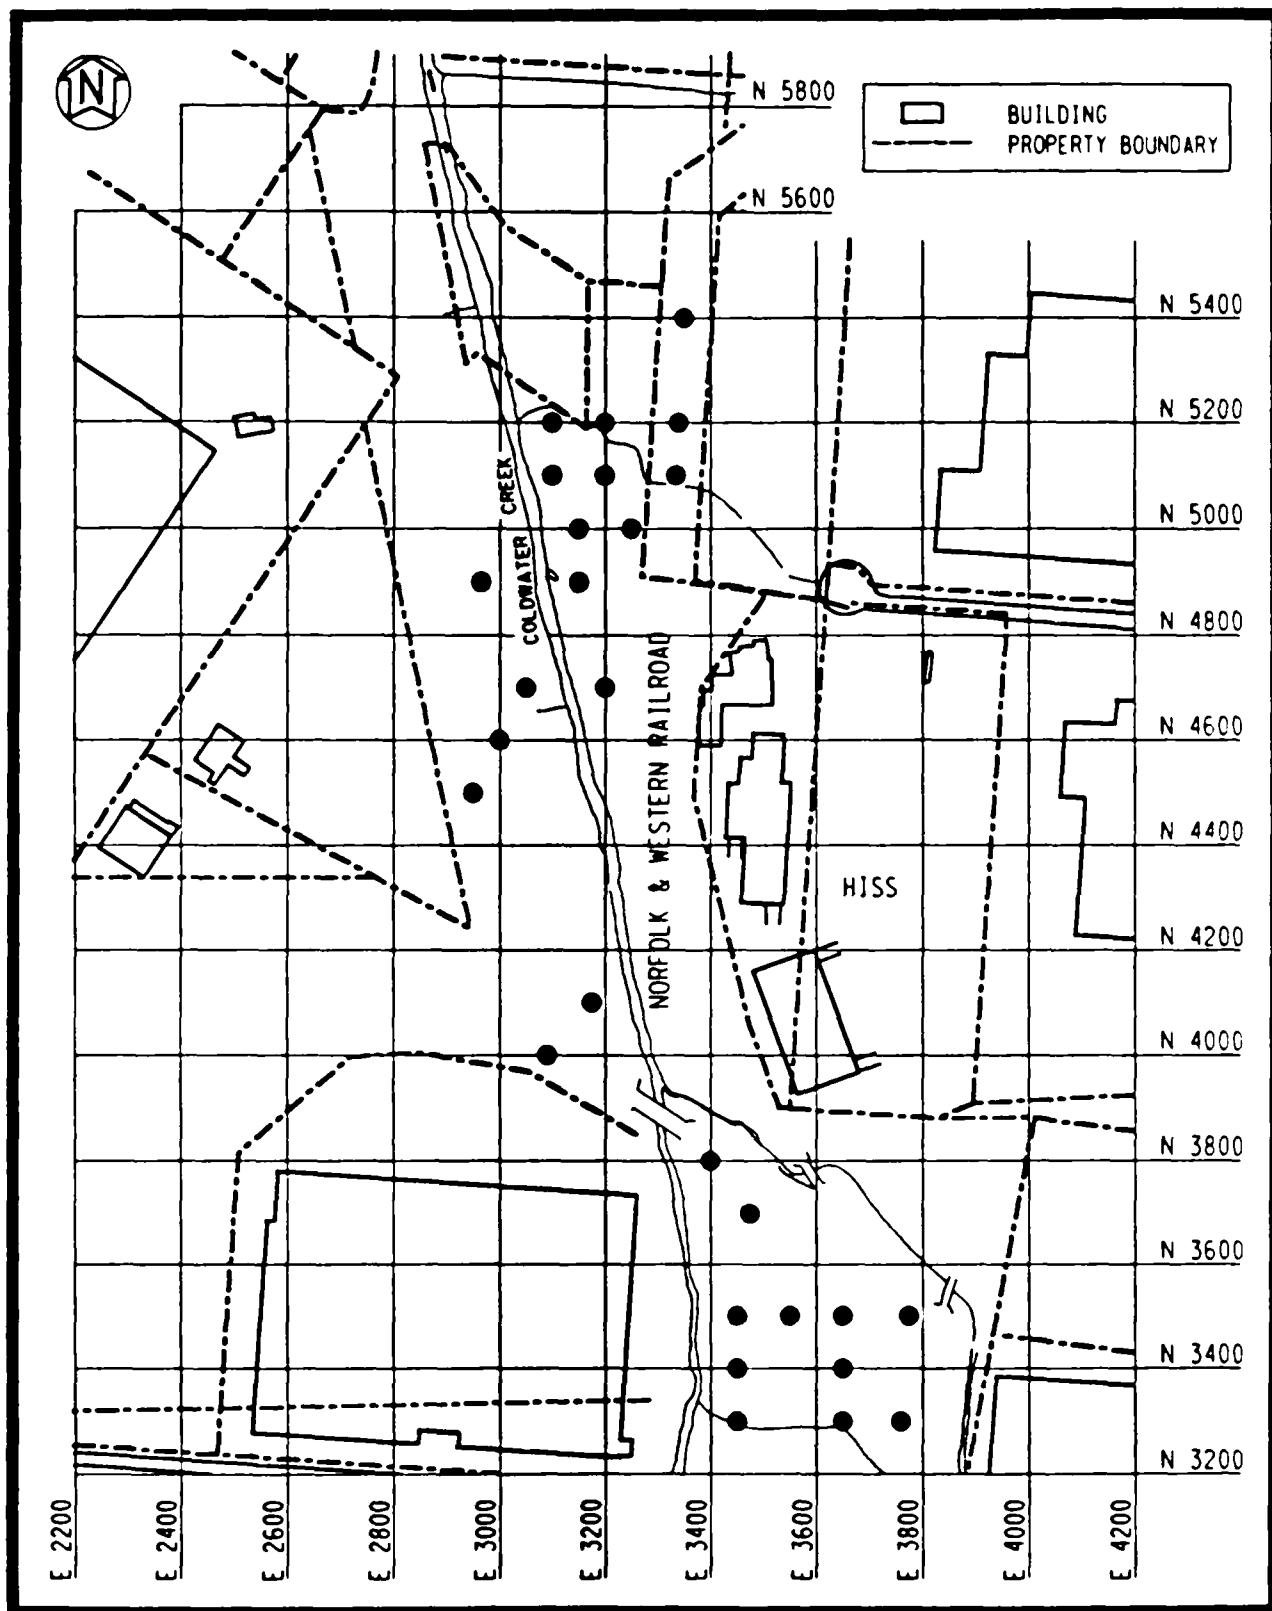 N
N 5800
BUILDING
PROPERTY BOUNDARY
N 5600
N 5400
N 5200
N 5000
N 4800
N 4600
N 4400
N 4200
N 4000
N 3800
N 3600
N 3400
N 3200
COLDWATER CREEK
NORFOLK & WESTERN RAILROAD
HISS
E 2200
E 2400
E 2600
E 2800
E 3000
E 3200
E 3400
E 3600
E 3800
E 4000
E 4200